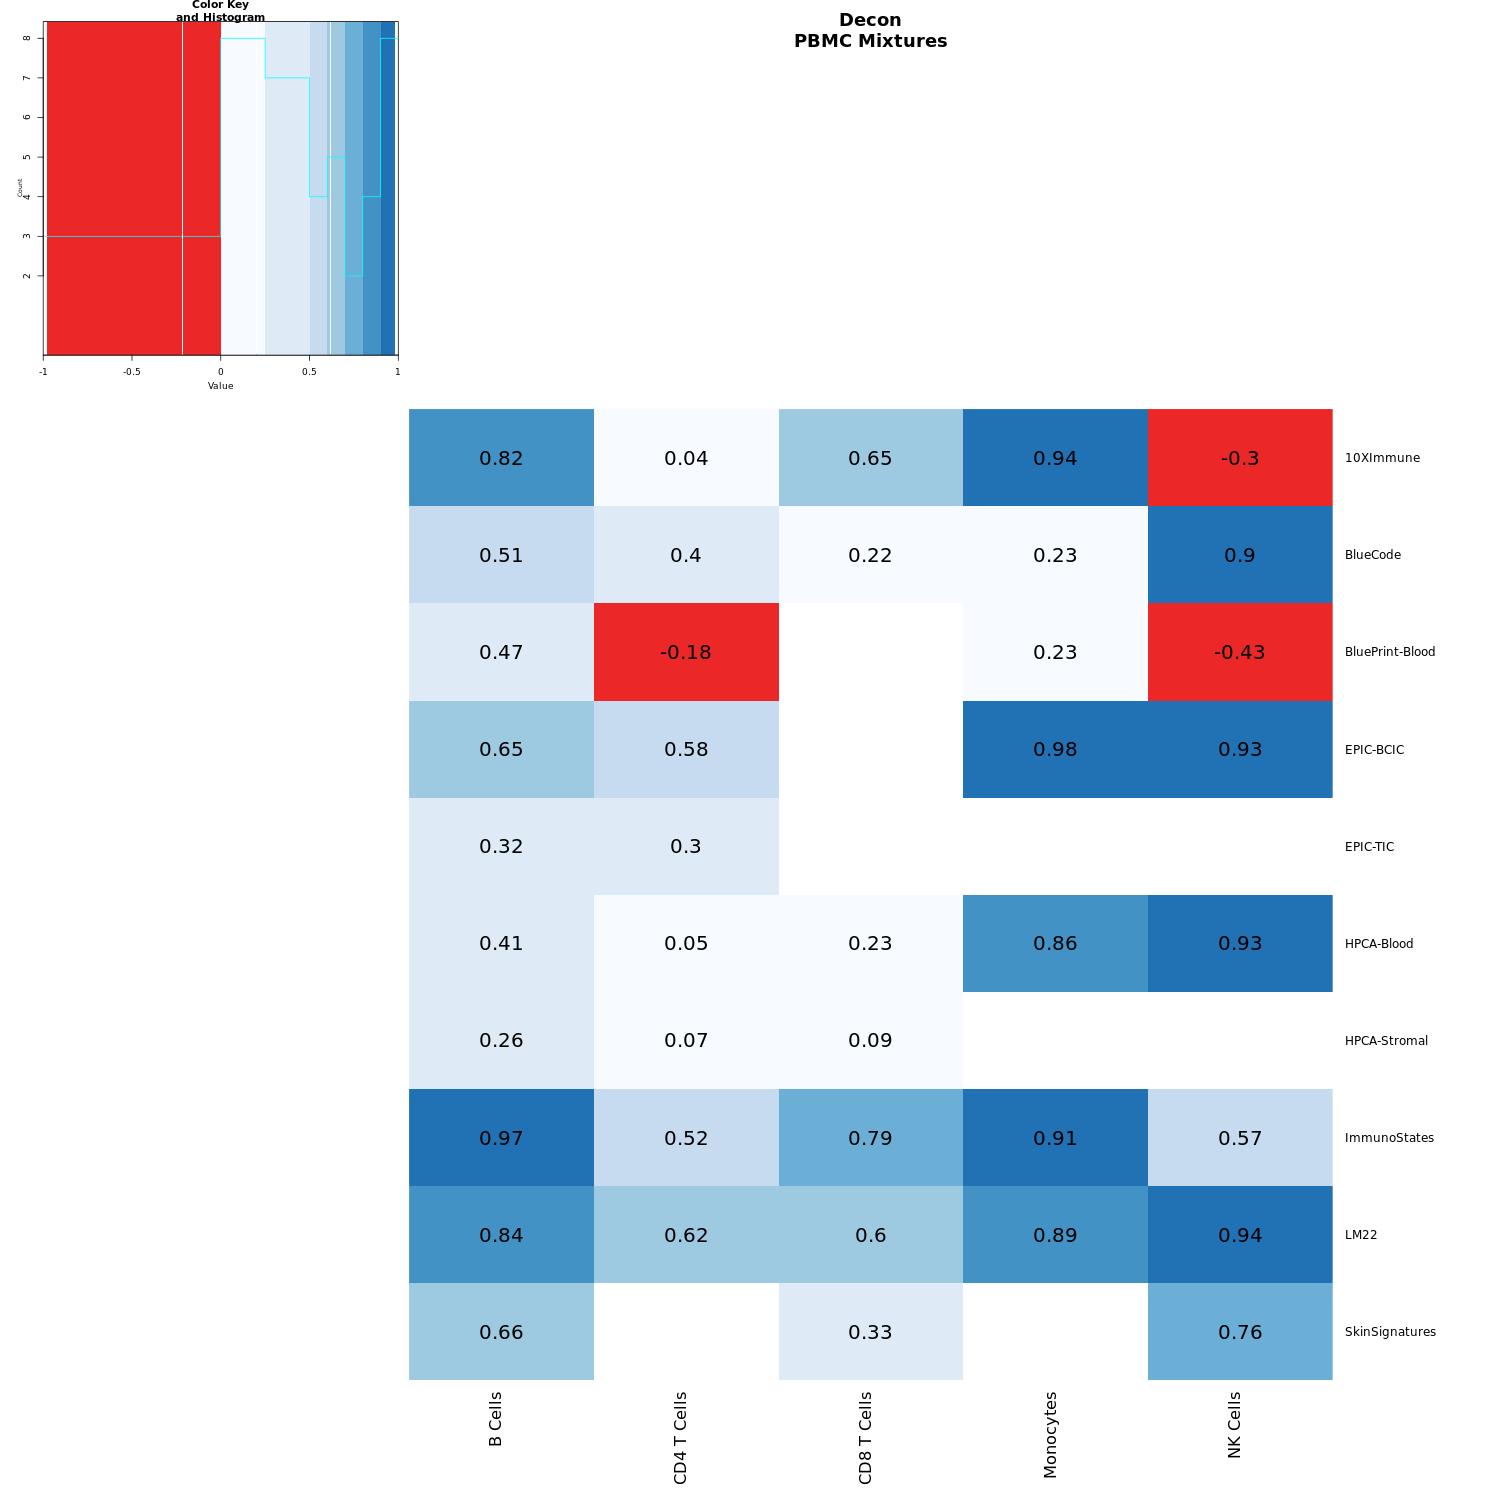 Color Key
and Histogram
Decon
PBMC Mixtures
8
7
6
5
4
3
2
Count
-1 -0.5 0 0.5 1
Value
0.82 0.04 0.65 0.94 -0.3 10XImmune
0.51 0.4 0.22 0.23 0.9 BlueCode
0.47 -0.18 0.23 -0.43 BluePrint-Blood
0.65 0.58 0.98 0.93 EPIC-BCIC
0.32 0.3 EPIC-TIC
0.41 0.05 0.23 0.86 0.93 HPCA-Blood
0.26 0.07 0.09 HPCA-Stromal
0.97 0.52 0.79 0.91 0.57 ImmunoStates
0.84 0.62 0.6 0.89 0.94 LM22
0.66 0.33 0.76 SkinSignatures
B Cells
CD4 T Cells
CD8 T Cells
Monocytes
NK Cells